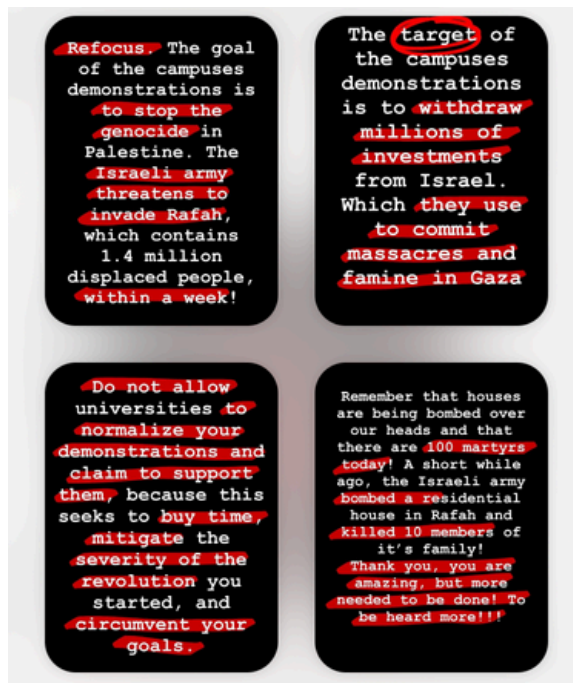 Refocus. The goal
of the campuses
demonstrations is
to stop the
genocide in
Palestine. The
Israeli army
threatens to
invade Rafah,
which contains
1.4 million
displaced people,
within a week!
The target of
the campuses
demonstrations
is to withdraw
millions of
investments
from Israel.
Which they use
to commit
massacres and
famine in Gaza
Do not allow
universities to
normalize your
demonstrations and
claim to support
them, because this
seeks to buy time,
mitigate the
severity of the
revolution you
started, and
circumvent your
goals.
Remember that houses
are being bombed over
our heads and that
there are 100 martyrs
today! A short while
ago, the Israeli army
bombed a residential
house in Rafah and
killed 10 members of
it's family!
Thank you, you are
amazing, but more
needed to be done! To
be heard more!!!